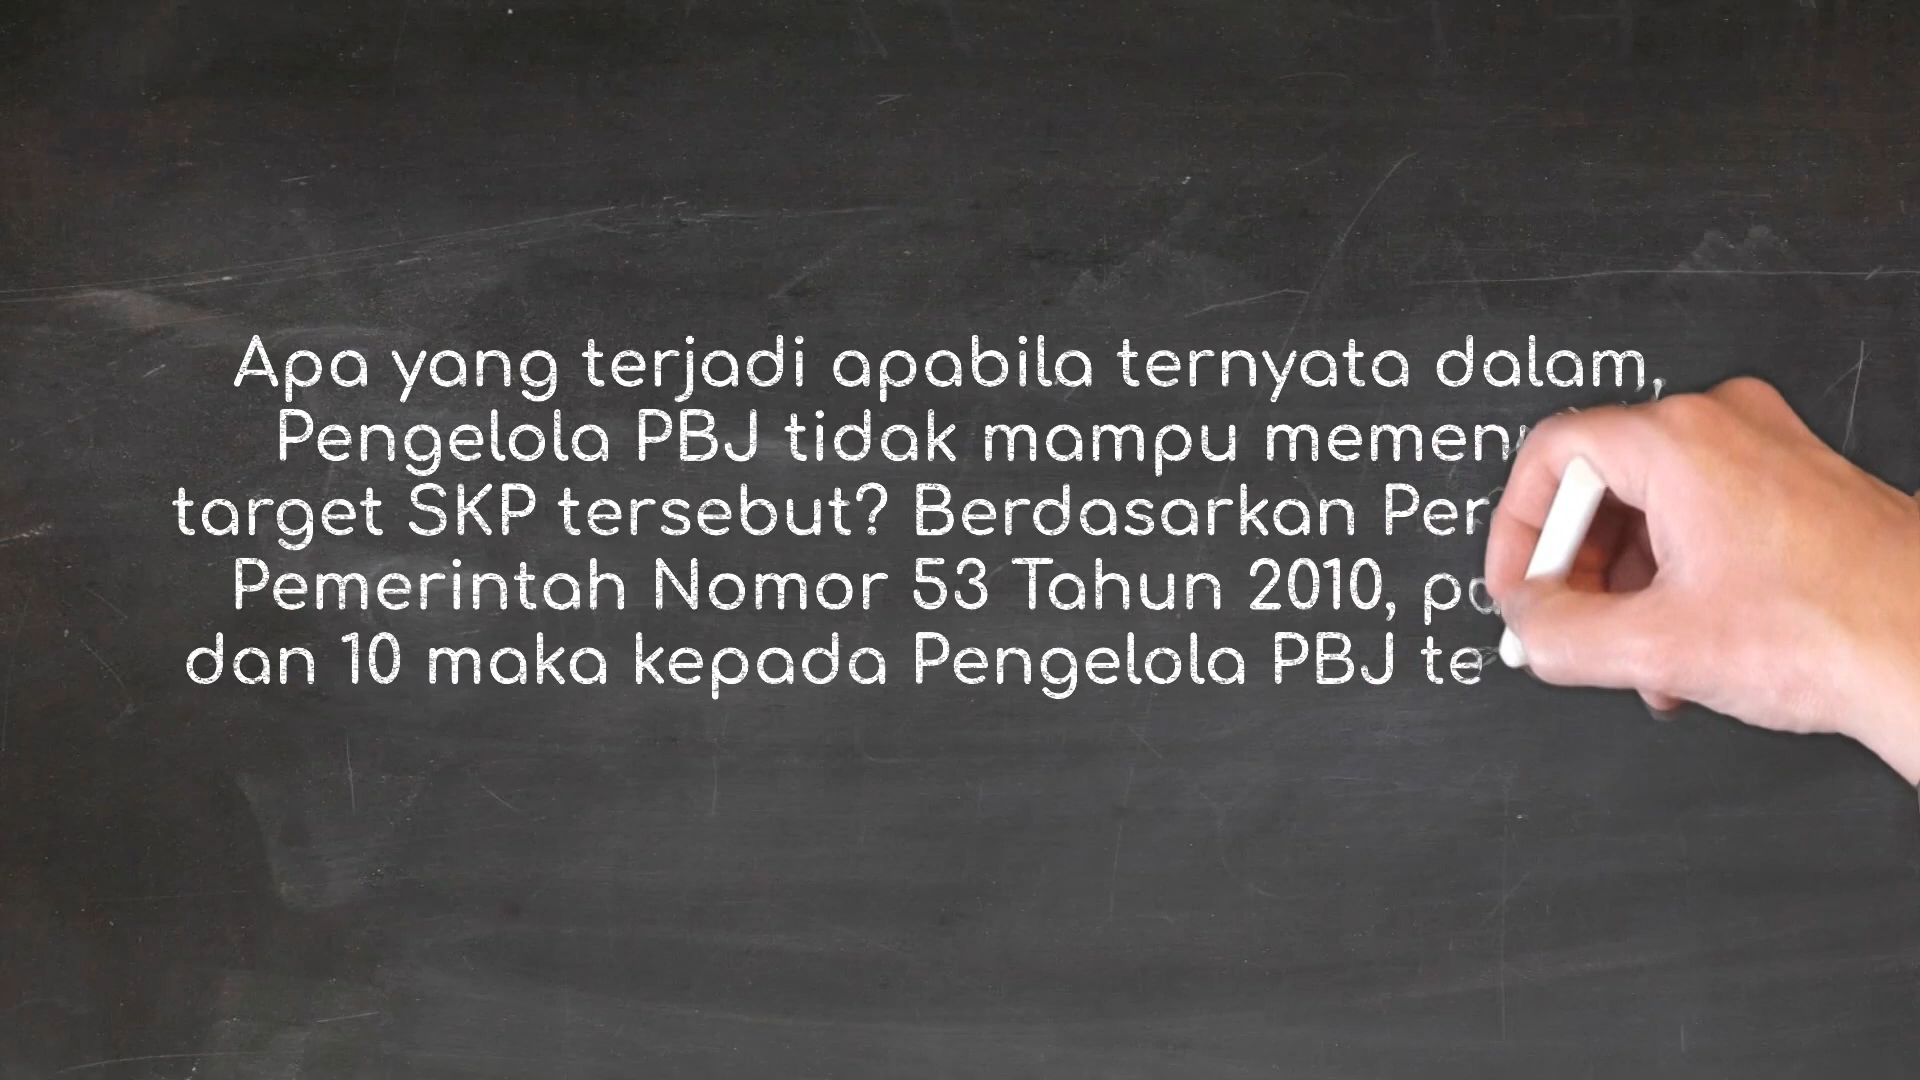 Apa yang terjadi apabila ternyata dalam,
Pengelola PBJ tidak mampu
target SKP tersebut? Berdasarkan
Pemerintah Nomor 53 Tahun 2010,
dan 10 maka kepada Pengelola PBJ